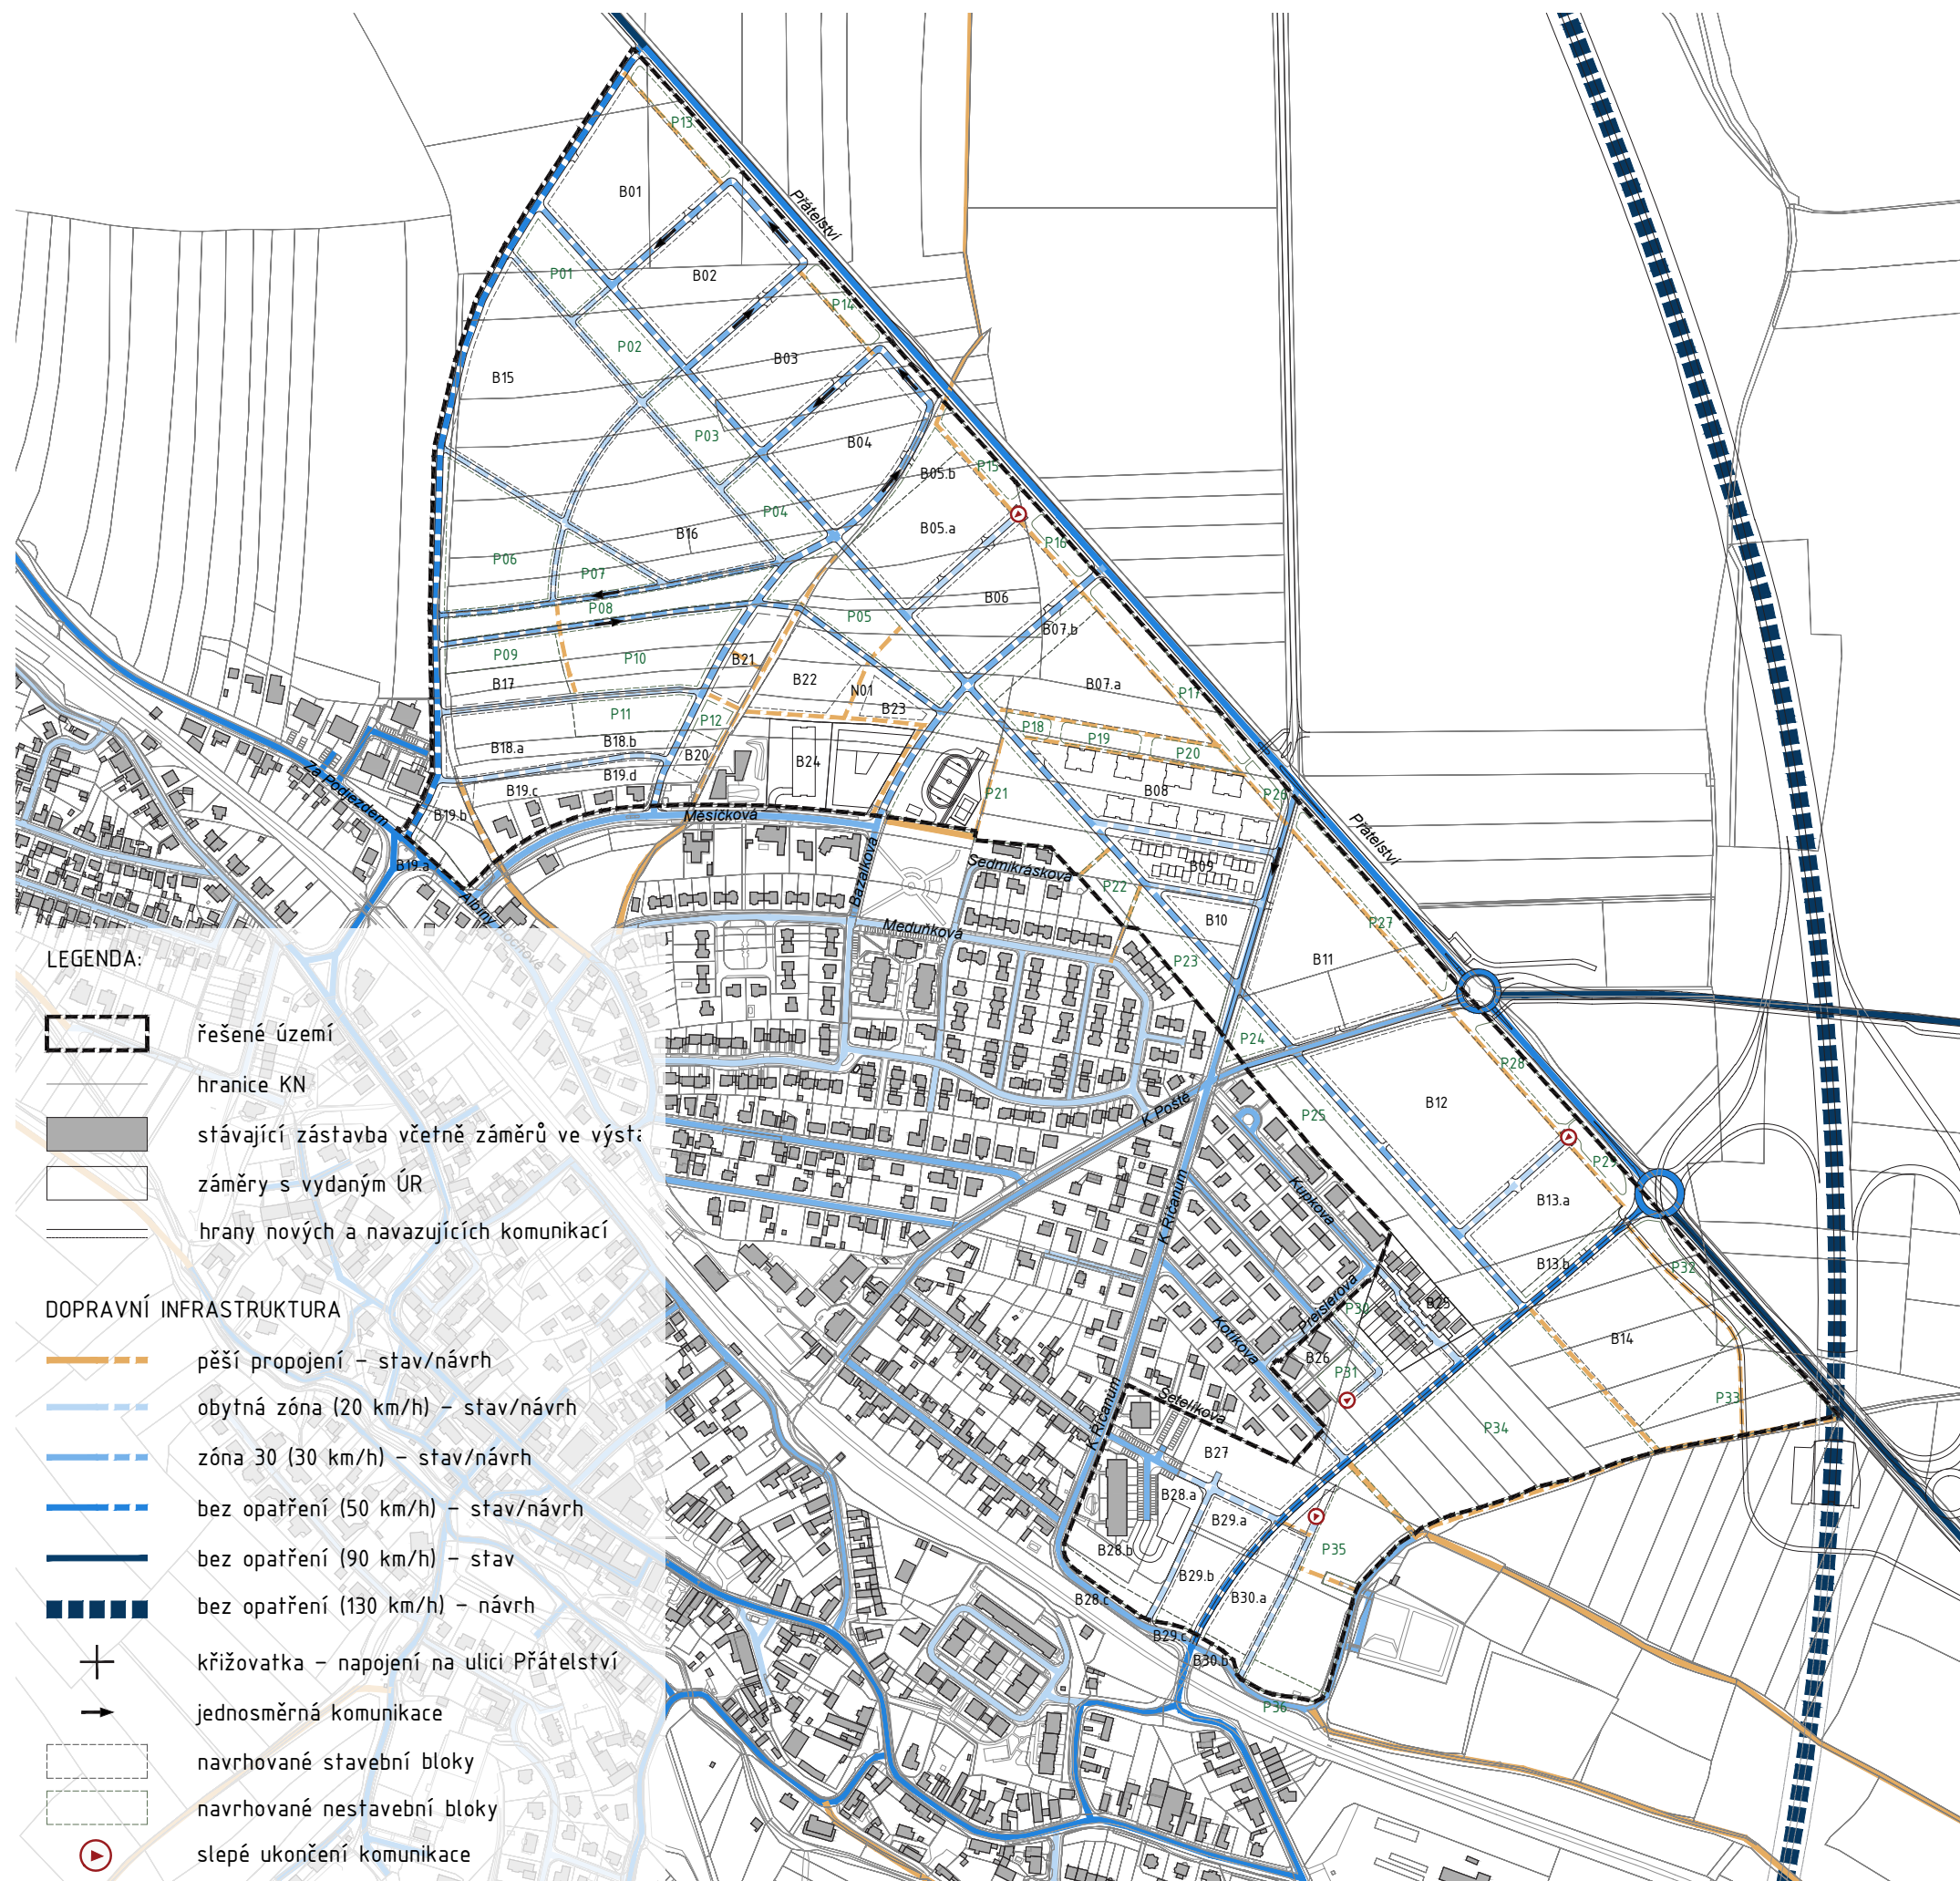 P13
B01
Přátelství
P01
B02
P14
P02
B03
B15
P03
B04
B05.b
P15
P04
B05.a
B16
P16
P06
P07
P08
P05
B06
B07.b
P09
P10
B21
B22
B17
N01
B07.a
P17
P11
P12
B23
P18
P19
P20
B18.a
B18.b
B20
B24
B19.d
B19.c
P21
B08
P26
Za Podjezdem
B19.b
Měsíčková
Přátelství
B19.a
Bazalková
Sedmikrásková
B09
P22
Albíny
Hochové
Meduňková
B10
P27
P23
B11
P24
P28
K Poště
P25
B12
P29
K Říčanům
Kupkova
B13.a
B13.b
P32
Preislerova
P30
B25
Kotíkova
B26
P31
B14
P33
K Říčanům
Šetelíkova
P34
B27
B28.a
B29.a
B28.b
P35
B29.b
B30.a
B28.c
B29.c
B30.b
P36
LEGENDA:
řešené území
hranice KN
stávající zástavba včetně záměrů ve výsta
záměry s vydaným ÚR
hrany nových a navazujících komunikací
DOPRAVNÍ INFRASTRUKTURA
pěší propojení – stav/návrh
obytná zóna (20 km/h) – stav/návrh
zóna 30 (30 km/h) – stav/návrh
bez opatření (50 km/h) – stav/návrh
bez opatření (90 km/h) – stav
bez opatření (130 km/h) – návrh
křižovatka – napojení na ulici Přátelství
jednosměrná komunikace
navrhované stavební bloky
navrhované nestavební bloky
slepé ukončení komunikace